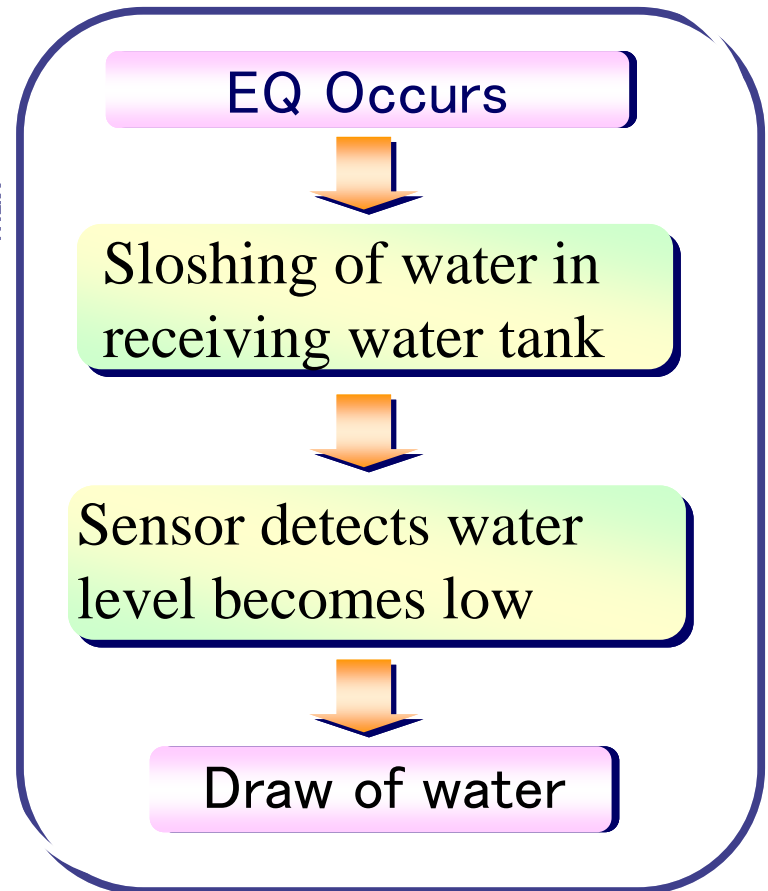 EQ Occurs
Sloshing of water in
receiving water tank
Sensor detects water
level becomes low
Draw of water